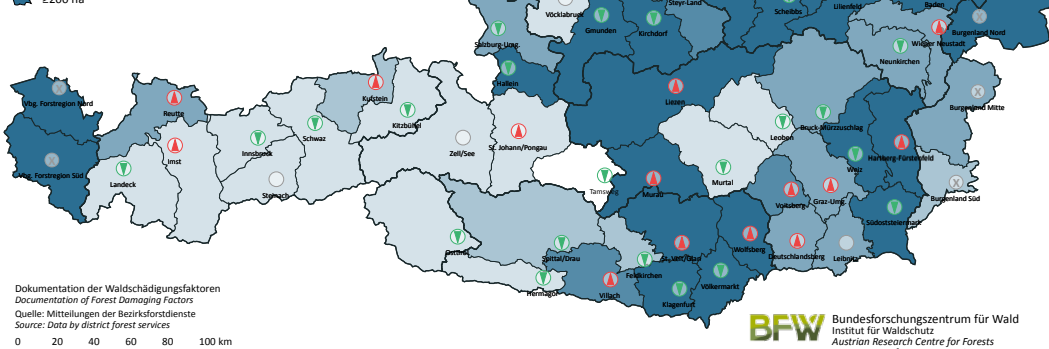 ≥200 ha
Vöcklabruck
Gmunden
Steyr-Land
Kirchdorf
Scheibbs
Lilienfeld
Baden
Wiener Neustadt
Burgenland Nord
Salzburg-Umg.
Hallein
Neunkirchen
Vbg. Forstregion Nord
Reutte
Kufstein
Kitzbühel
Liezen
Burgenland Mitte
Schwaz
Innsbruck
Imst
Zell/See
St. Johann/Pongau
Leoben
Bruck-Mürzzuschlag
Hartberg-Fürstenfeld
Vbg. Forstregion Süd
Landeck
Steinach
Tamsweg
Murau
Murtal
Weiz
Voitsberg
Graz-Umg.
Burgenland Süd
Südoststeiermark
Osttirol
Spittal/Drau
Feldkirchen
St. Veit/Glan
Wolfsberg
Deutschlandsberg
Leibnitz
Hermagor
Villach
Klagenfurt
Völkermarkt
Dokumentation der Waldschädigungsfaktoren
Documentation of Forest Damaging Factors
Quelle: Mitteilungen der Bezirksforstdienste
Source: Data by district forest services
0 20 40 60 80 100 km
BFW
Bundesforschungszentrum für Wald
Institut für Waldschutz
Austrian Research Centre for Forests